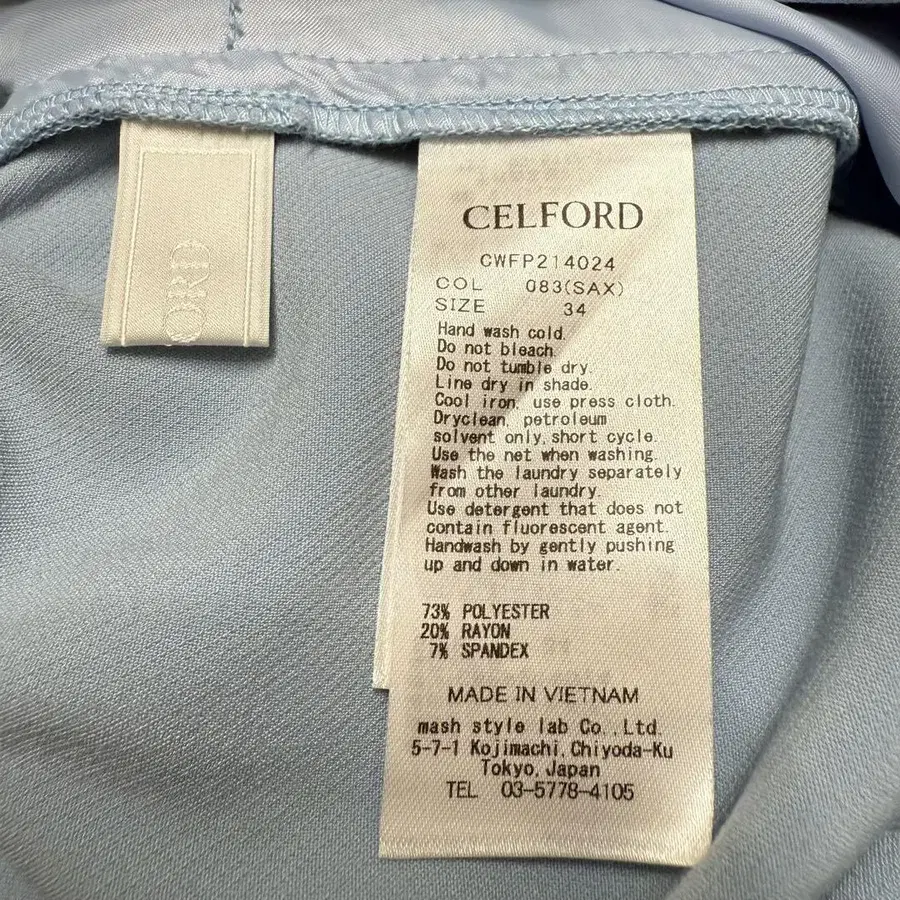 CELFORD
CWFP214024
COL 083(SAX)
SIZE 34
Hand wash cold.
Do not bleach.
Do not tumble dry.
Line dry in shade.
Cool iron, use press cloth.
Dryclean, petroleum
solvent only, short cycle.
Use the net when washing.
Wash the laundry separately
from other laundry.
Use detergent that does not
contain fluorescent agent.
Handwash by gently pushing
up and down in water.
73% POLYESTER
20% RAYON
7% SPANDEX
MADE IN VIETNAM
mash style lab Co.,Ltd.
5-7-1 Kojimachi,Chiyoda-Ku
Tokyo,Japan
TEL 03-5778-4105